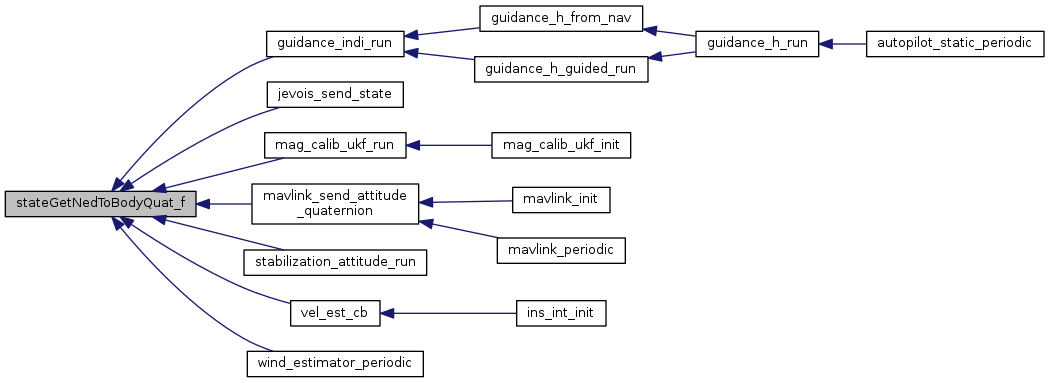 guidance_h_from_nav
guidance_indi_run
guidance_h_run
autopilot_static_periodic
guidance_h_guided_run
jevois_send_state
mag_calib_ukf_run
mag_calib_ukf_init
stateGetNedToBodyQuat_f
mavlink_send_attitude
_quaternion
mavlink_init
mavlink_periodic
stabilization_attitude_run
vel_est_cb
ins_int_init
wind_estimator_periodic